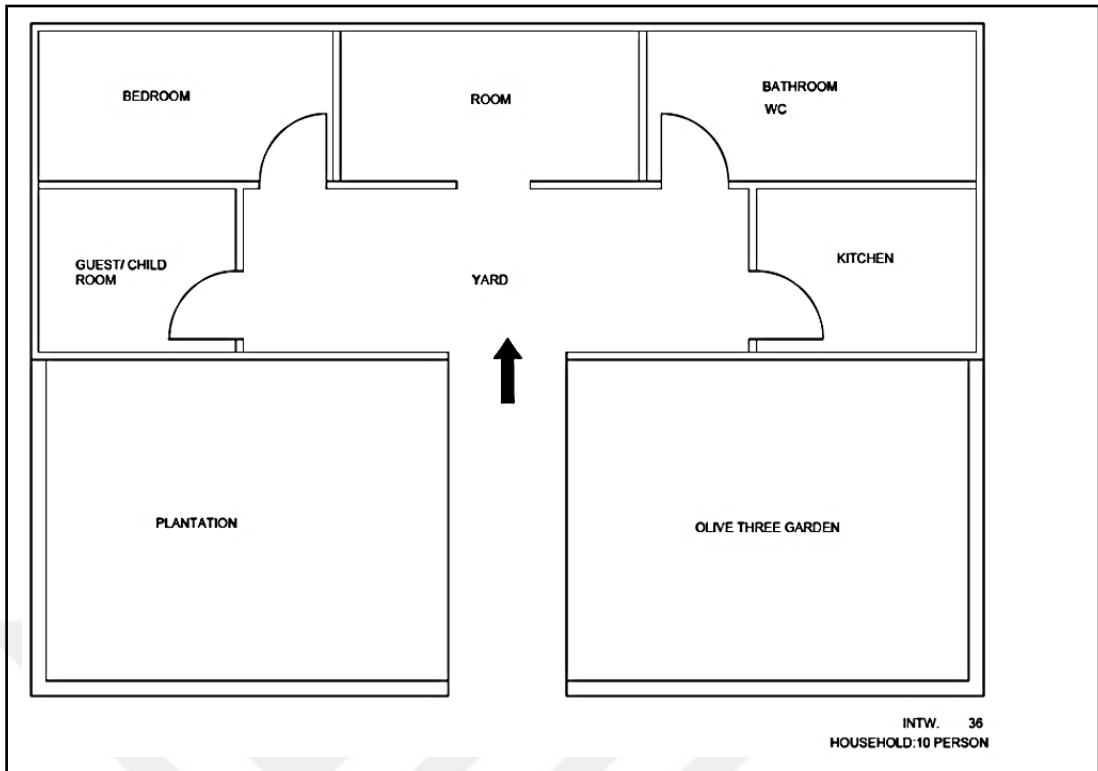 BEDROOM
ROOM
BATHROOM
WC
GUEST/ CHILD
ROOM
YARD
KITCHEN
PLANTATION
OLIVE THREE GARDEN
INTW. 36
HOUSEHOLD:10 PERSON